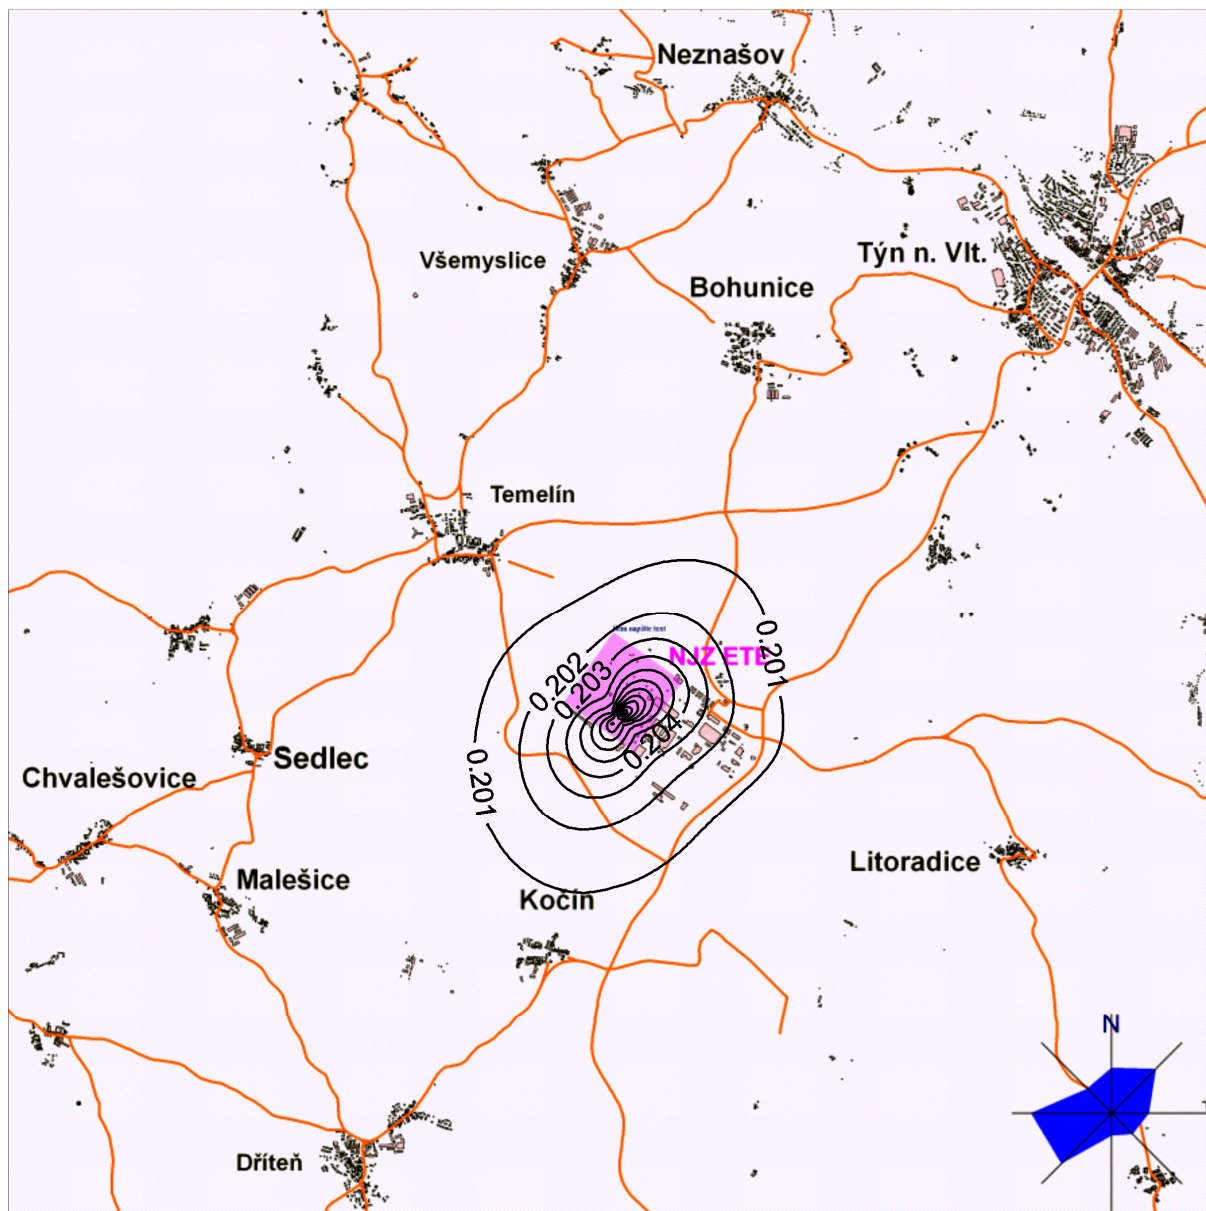 Neznašov
Všemyslice
Týn n. Vlt.
Bohunice
Temelín
NJZ ETE
0.201
0.202
0.203
0.204
0.201
Sedlec
Chvalešovice
Malešice
Kočín
Litoradice
N
Dříteň